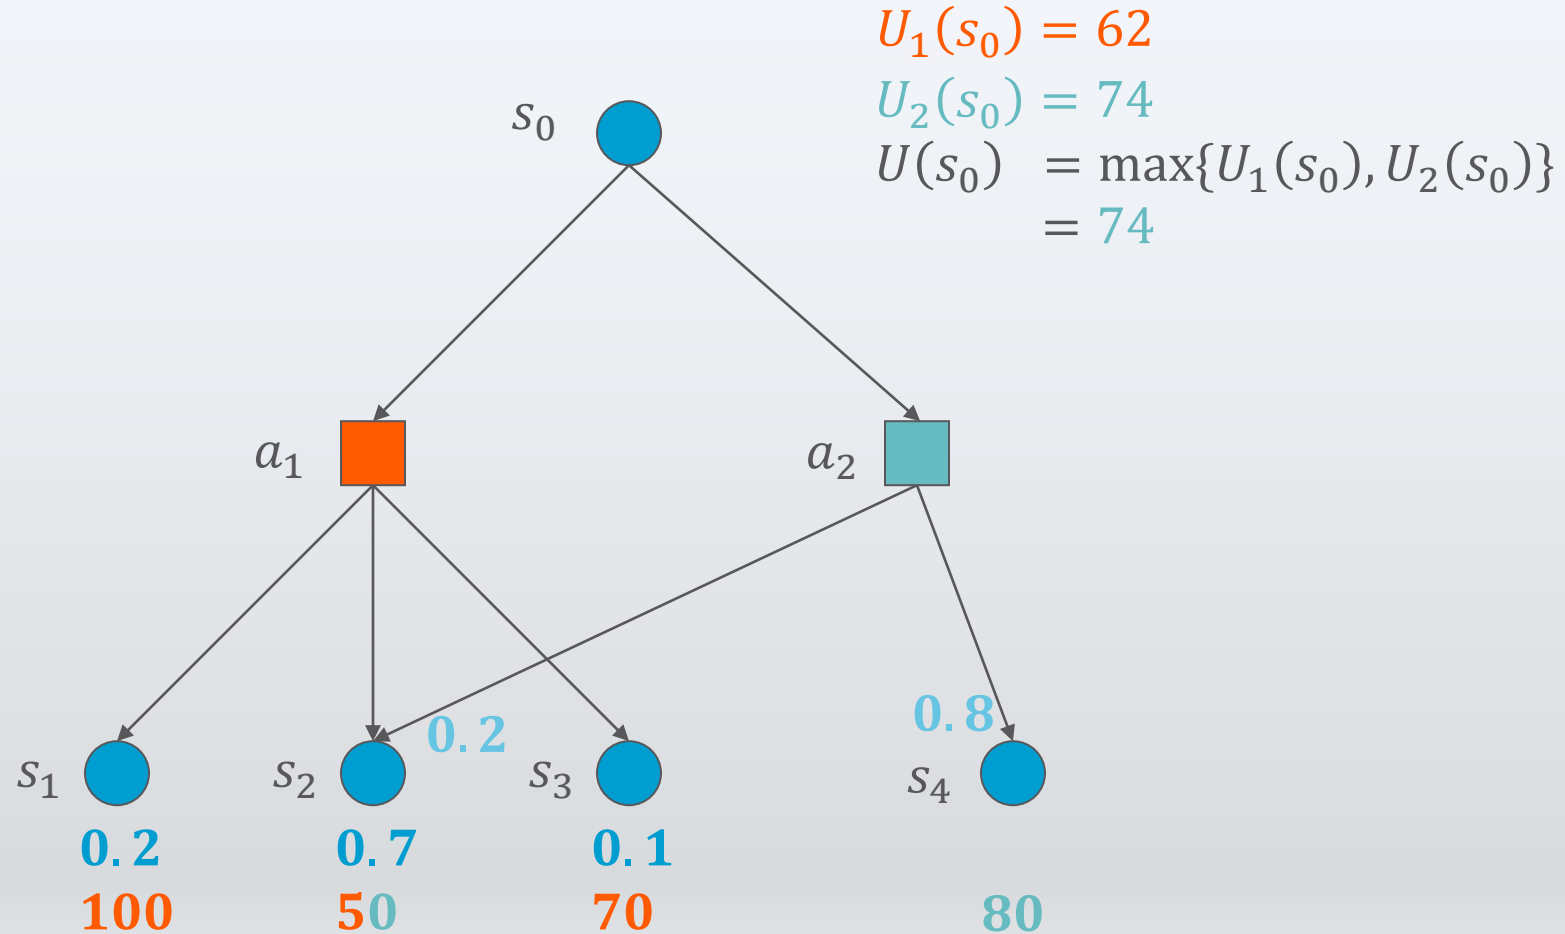 U₁(s₀) = 62
U₂(s₀) = 74
s₀
U(s₀) = max{U₁(s₀), U₂(s₀)}
= 74
a₁ a₂
0.2 0.8
s₁ s₂ s₃ s₄
0.2 0.7 0.1
100 50 70 80